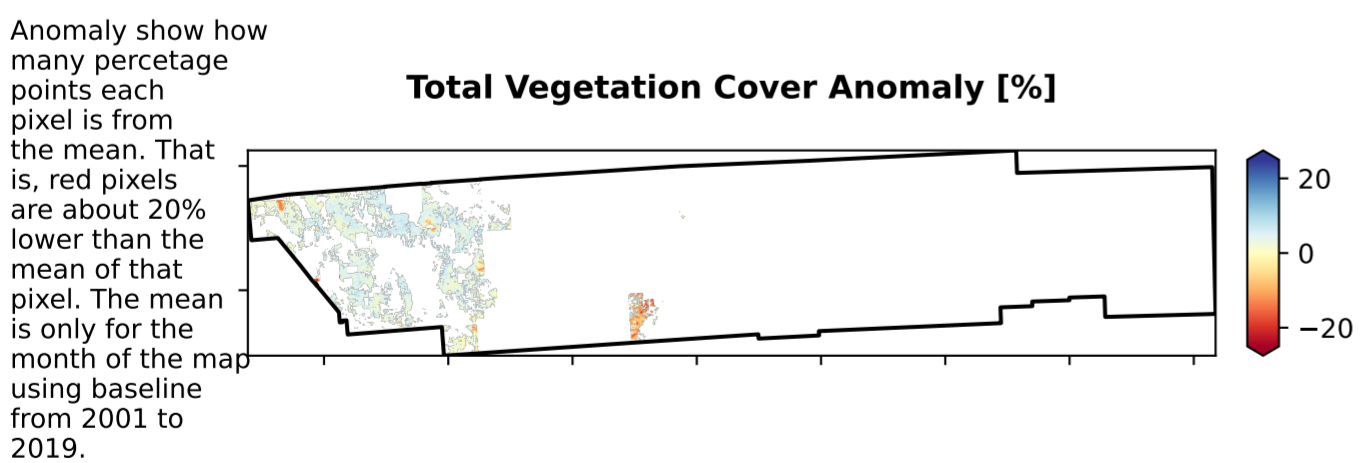 Anomaly show how
many percetage
points each
pixel is from
the mean. That
is, red pixels
are about 20%
lower than the
mean of that
pixel. The mean
is only for the
month of the map
using baseline
from 2001 to
2019.
Total Vegetation Cover Anomaly [%]
20
0
−20